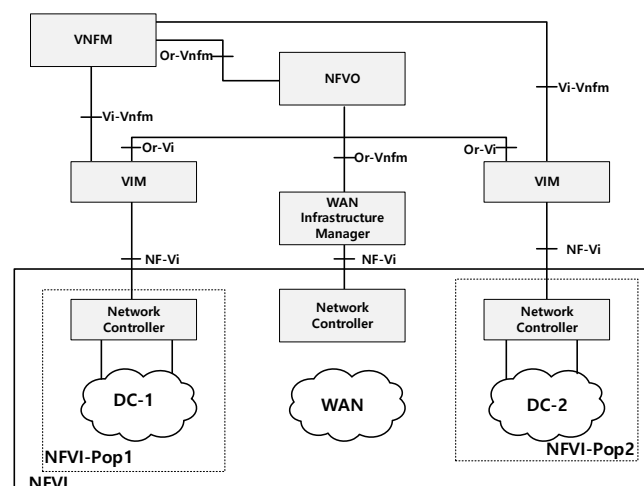 VNFM
Or-Vnfm
NFVO
Vi-Vnfm
Vi-Vnfm
Or-Vi
Or-Vnfm
Or-Vi
VIM
WAN
Infrastructure
Manager
VIM
NF-Vi
NF-Vi
NF-Vi
Network
Controller
Network
Controller
Network
Controller
DC-1
WAN
DC-2
NFVI-Pop1
NFVI-Pop2
NFVI